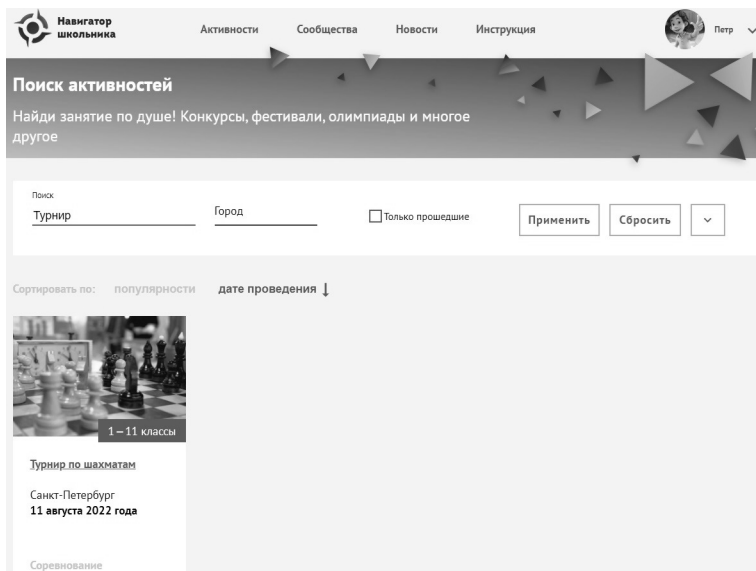 Навигатор
школьника
Активности Сообщества Новости Инструкция Петр
Поиск активностей
Найди занятие по душе! Конкурсы, фестивали, олимпиады и многое
другое
Поиск
Турнир Город Только прошедшие Применить Сбросить
Сортировать по: популярности дате проведения ↓
1–11 классы
Турнир по шахматам
Санкт-Петербург
11 августа 2022 года
Соревнование